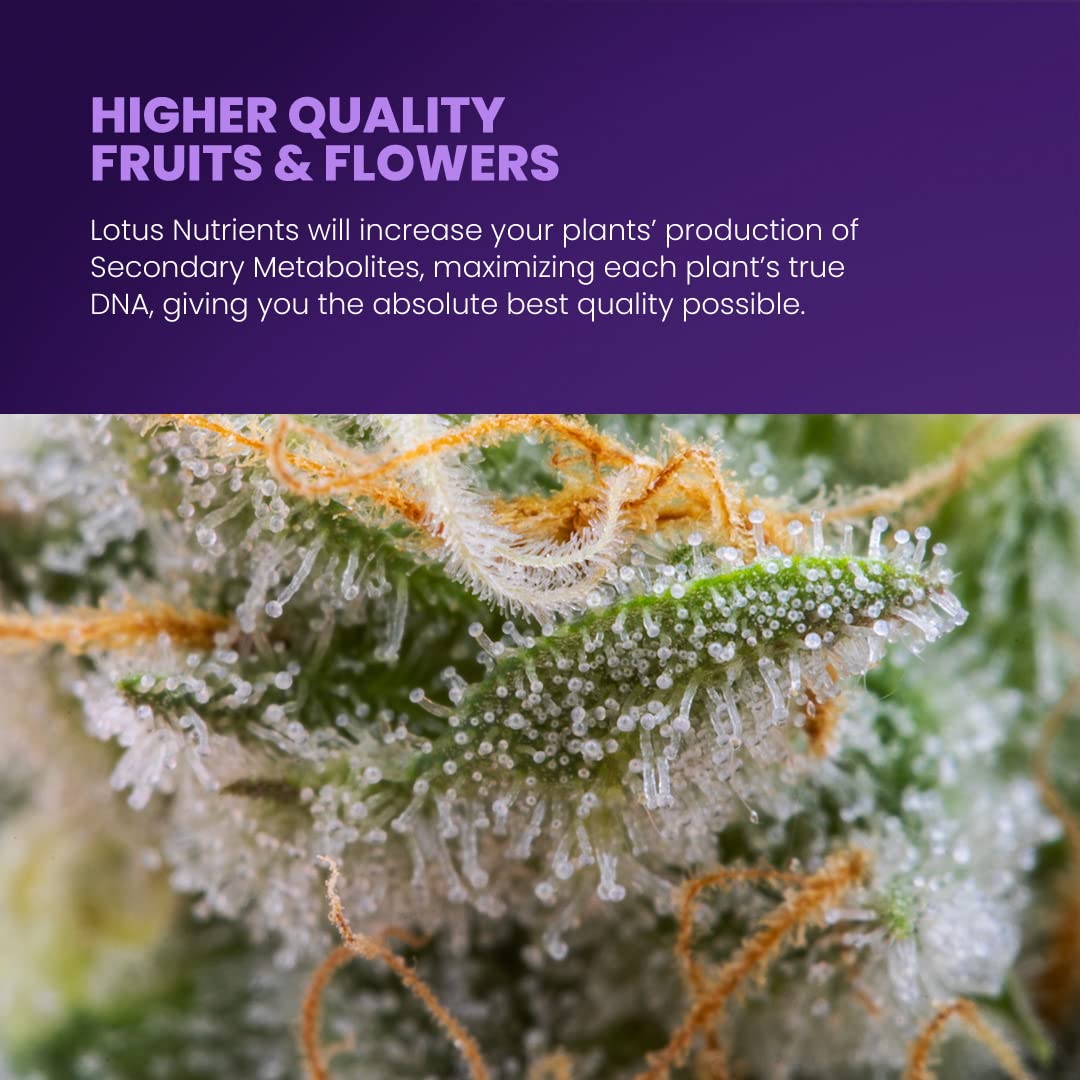 HIGHER QUALITY
FRUITS & FLOWERS
Lotus Nutrients will increase your plants’ production of
Secondary Metabolites, maximizing each plant’s true
DNA, giving you the absolute best quality possible.